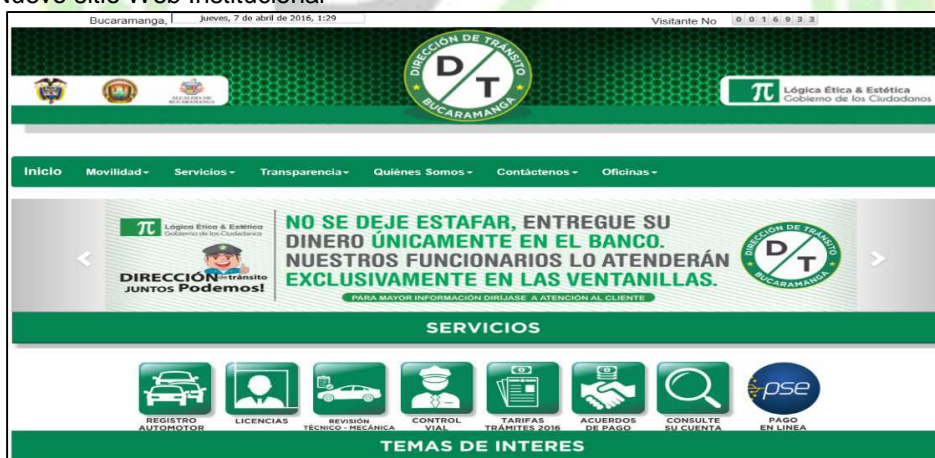 Nuevo sitio Web Institucional
Bucaramanga, jueves, 7 de abril de 2016, 1:29
Visitante No 0 0 1 6 9 3 3
DIRECCIÓN DE TRÁNSITO
D/T
BUCARAMANGA
ALCALDÍA DE
BUCARAMANGA
π Lógica Ética & Estética
Gobierno de los Ciudadanos
Inicio Movilidad Servicios Transparencia Quiénes Somos Contáctenos Oficinas
π Lógica Ética & Estética
Gobierno de los Ciudadanos
DIRECCIÓN de tránsito
JUNTOS Podemos!
NO SE DEJE ESTAFAR, ENTREGUE SU
DINERO ÚNICAMENTE EN EL BANCO.
NUESTROS FUNCIONARIOS LO ATENDERÁN
EXCLUSIVAMENTE EN LAS VENTANILLAS.
PARA MAYOR INFORMACIÓN DIRÍJASE A ATENCIÓN AL CLIENTE
DIRECCIÓN DE TRÁNSITO
D/T
BUCARAMANGA
SERVICIOS
REGISTRO
AUTOMOTOR
LICENCIAS
REVISIÓN
TÉCNICO - MECÁNICA
CONTROL
VIAL
TARIFAS
TRÁMITES 2016
ACUERDOS
DE PAGO
CONSULTE
SU CUENTA
pse
PAGO
EN LINEA
TEMAS DE INTERES